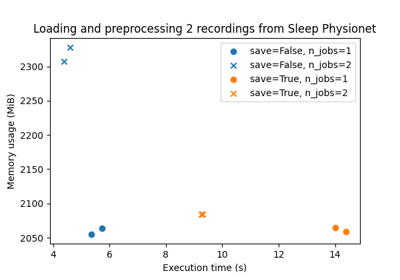 Loading and preprocessing 2 recordings from Sleep Physionet
save=False, n_jobs=1
save=False, n_jobs=2
save=True, n_jobs=1
save=True, n_jobs=2
Memory usage (MiB)
2300
2250
2200
2150
2100
2050
4 6 8 10 12 14
Execution time (s)